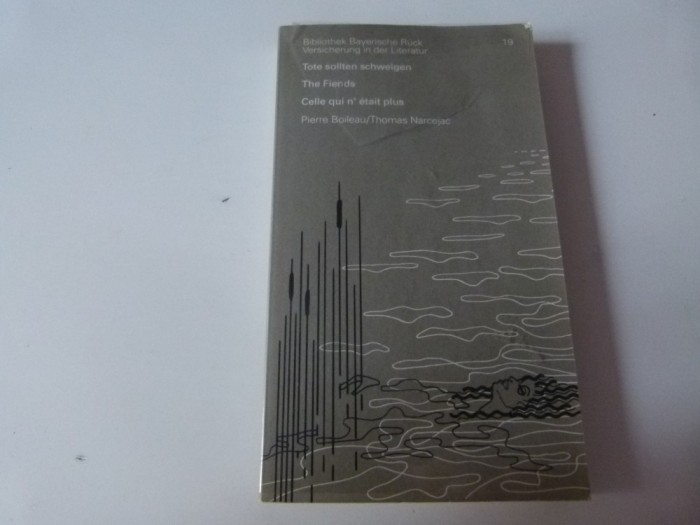 Bibliothek Bayerische Rück 19
Versicherung in der Literatur
Tote sollten schweigen
The Fiends
Celle qui n' était plus
Pierre Boileau/Thomas Narcejac